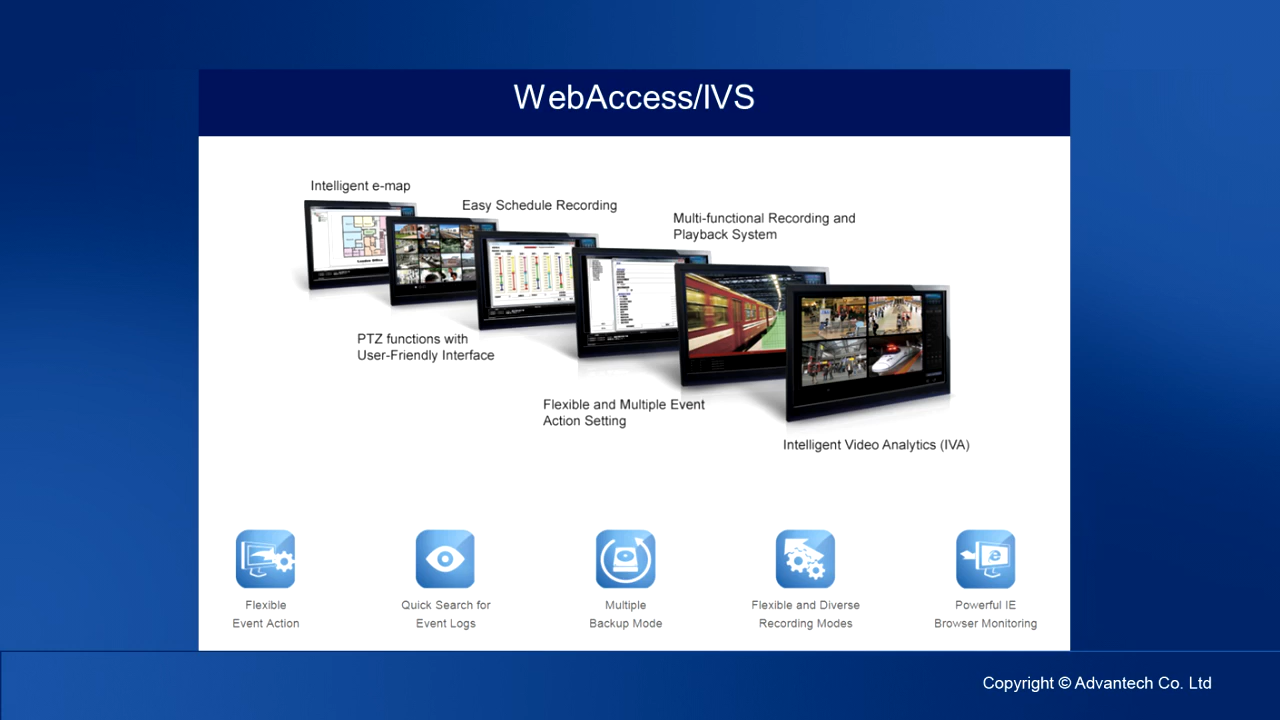 WebAccess/IVS
Intelligent e-map
Easy Schedule Recording
Multi-functional Recording and
Playback System
PTZ functions with
User-Friendly Interface
Flexible and Multiple Event
Action Setting
Intelligent Video Analytics (IVA)
Flexible
Event Action
Quick Search for
Event Logs
Multiple
Backup Mode
Flexible and Diverse
Recording Modes
Powerful IE
Browser Monitoring
Copyright © Advantech Co. Ltd